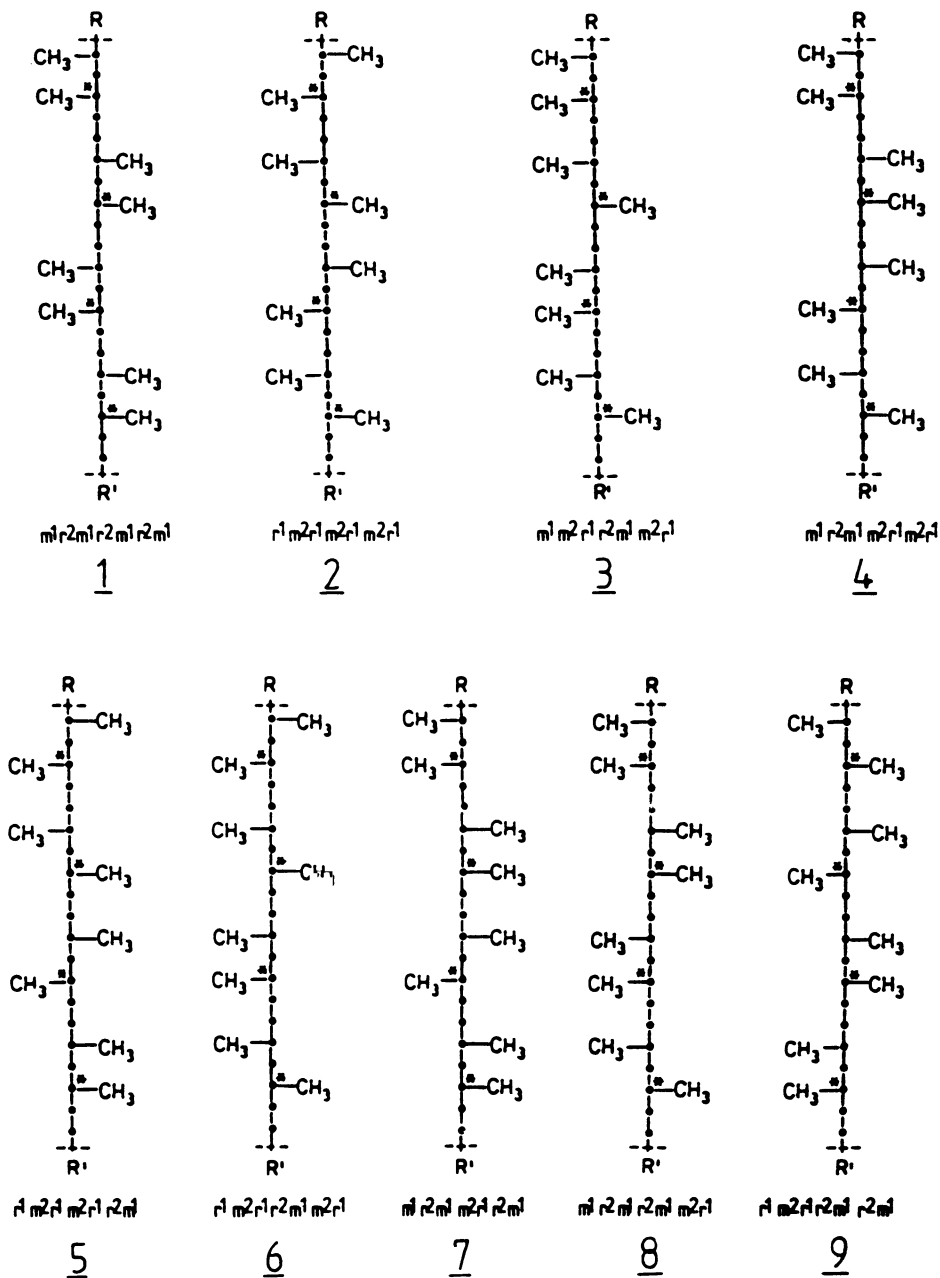 R R R R
CH₃ CH₃ CH₃ CH₃
CH₃ * CH₃ * CH₃ * CH₃ *
CH₃ CH₃ CH₃ CH₃
* CH₃ * CH₃ * CH₃ * CH₃
CH₃ CH₃ CH₃ CH₃
CH₃ * CH₃ * CH₃ * CH₃ *
CH₃ CH₃ CH₃ CH₃
* CH₃ * CH₃ * CH₃ * CH₃
R' R' R' R'
m¹r²m¹r²m¹r²m¹ r¹m²r¹m²r¹m²r¹ m¹m²r¹r²m¹m²r¹ m¹r²m¹m²r¹m²r¹
1 2 3 4
R R R R R
CH₃ CH₃ CH₃ CH₃ CH₃
CH₃ * CH₃ * CH₃ * CH₃ * * CH₃
CH₃ CH₃ CH₃ CH₃ CH₃
* CH₃ * * CH₃ * CH₃ CH₃ *
CH₃ CH₃ CH₃ CH₃ CH₃
CH₃ * CH₃ * CH₃ * CH₃ * * CH₃
CH₃ CH₃ CH₃ CH₃ CH₃
* CH₃ * CH₃ * CH₃ * CH₃ CH₃ *
R' R' R' R' R'
r¹m²r¹m²r¹r²m¹ r¹m²r¹r²m¹m²r¹ m¹r²m¹m²r¹r²m¹ m¹r²m¹r²m¹m²r¹ r¹m²r¹r²m¹r²m¹
5 6 7 8 9